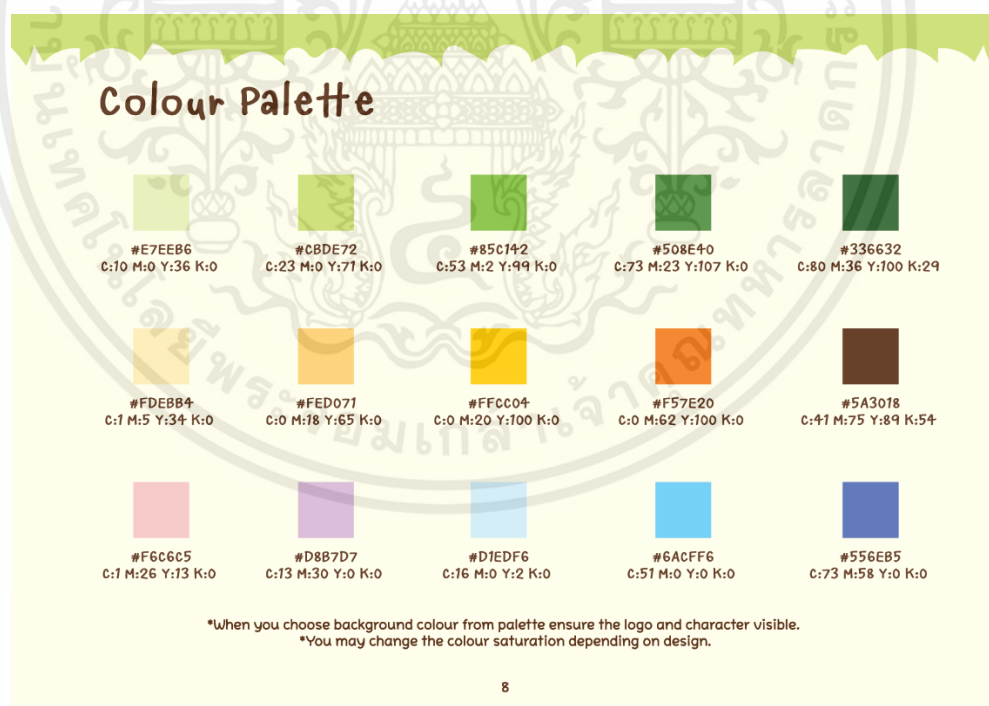 Colour Palette
#E7EEB6
C:10 M:0 Y:36 K:0
#CBDE72
C:23 M:0 Y:71 K:0
#85C142
C:53 M:2 Y:99 K:0
#508E40
C:73 M:23 Y:107 K:0
#336632
C:80 M:36 Y:100 K:29
#FDEBB4
C:1 M:5 Y:34 K:0
#FED071
C:0 M:18 Y:65 K:0
#FFCC04
C:0 M:20 Y:100 K:0
#F57E20
C:0 M:62 Y:100 K:0
#5A3018
C:41 M:75 Y:89 K:54
#F6C6C5
C:1 M:26 Y:13 K:0
#D8B7D7
C:13 M:30 Y:0 K:0
#D1EDF6
C:16 M:0 Y:2 K:0
#6ACFF6
C:51 M:0 Y:0 K:0
#556EB5
C:73 M:58 Y:0 K:0
*When you choose background colour from palette ensure the logo and character visible.
*You may change the colour saturation depending on design.
8